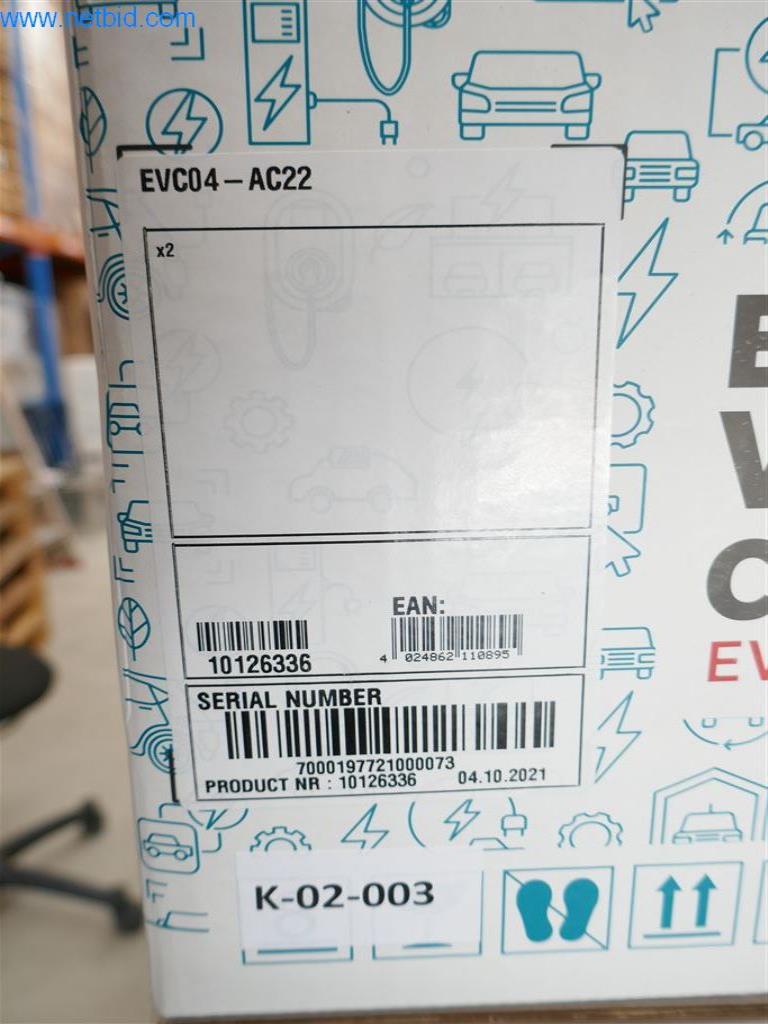 www.netbid.com
EVC04 – AC22
x2
EAN:
10126336
4 024862 110895
SERIAL NUMBER
7000197721000073
PRODUCT NR : 10126336 04.10.2021
EV
K-02-003